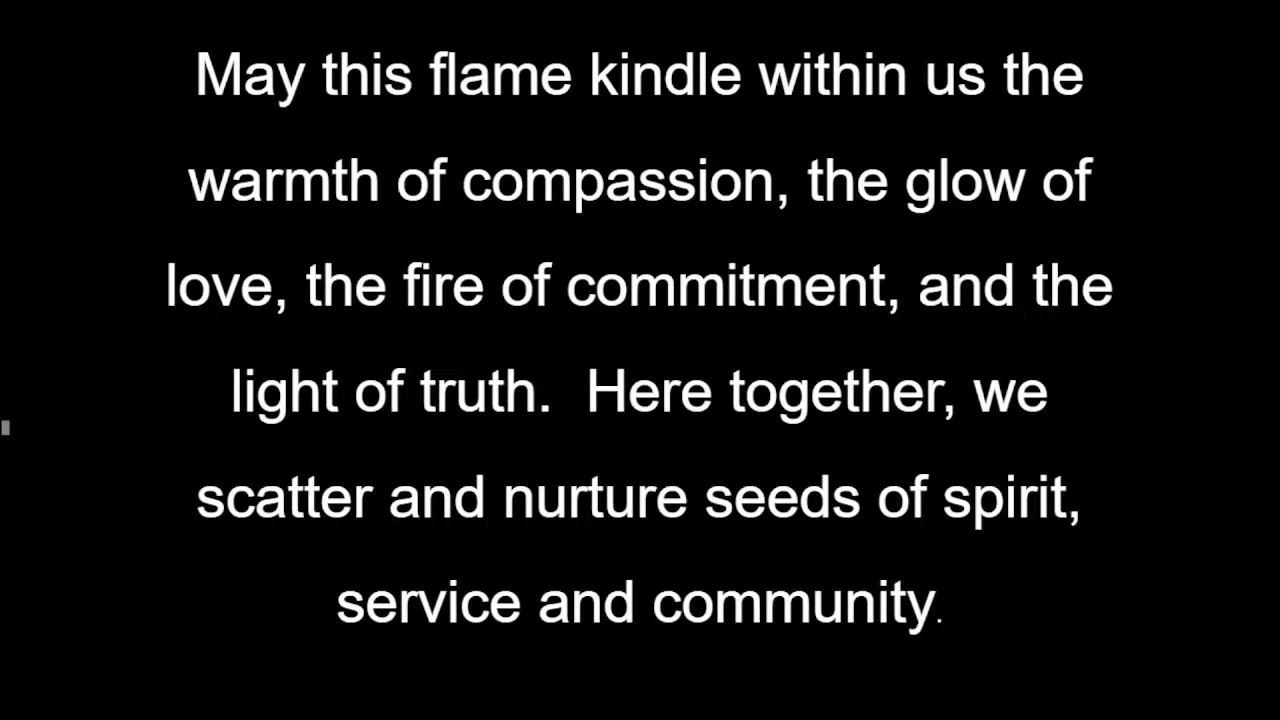 May this flame kindle within us the
warmth of compassion, the glow of
love, the fire of commitment, and the
light of truth.  Here together, we
scatter and nurture seeds of spirit,
service and community.